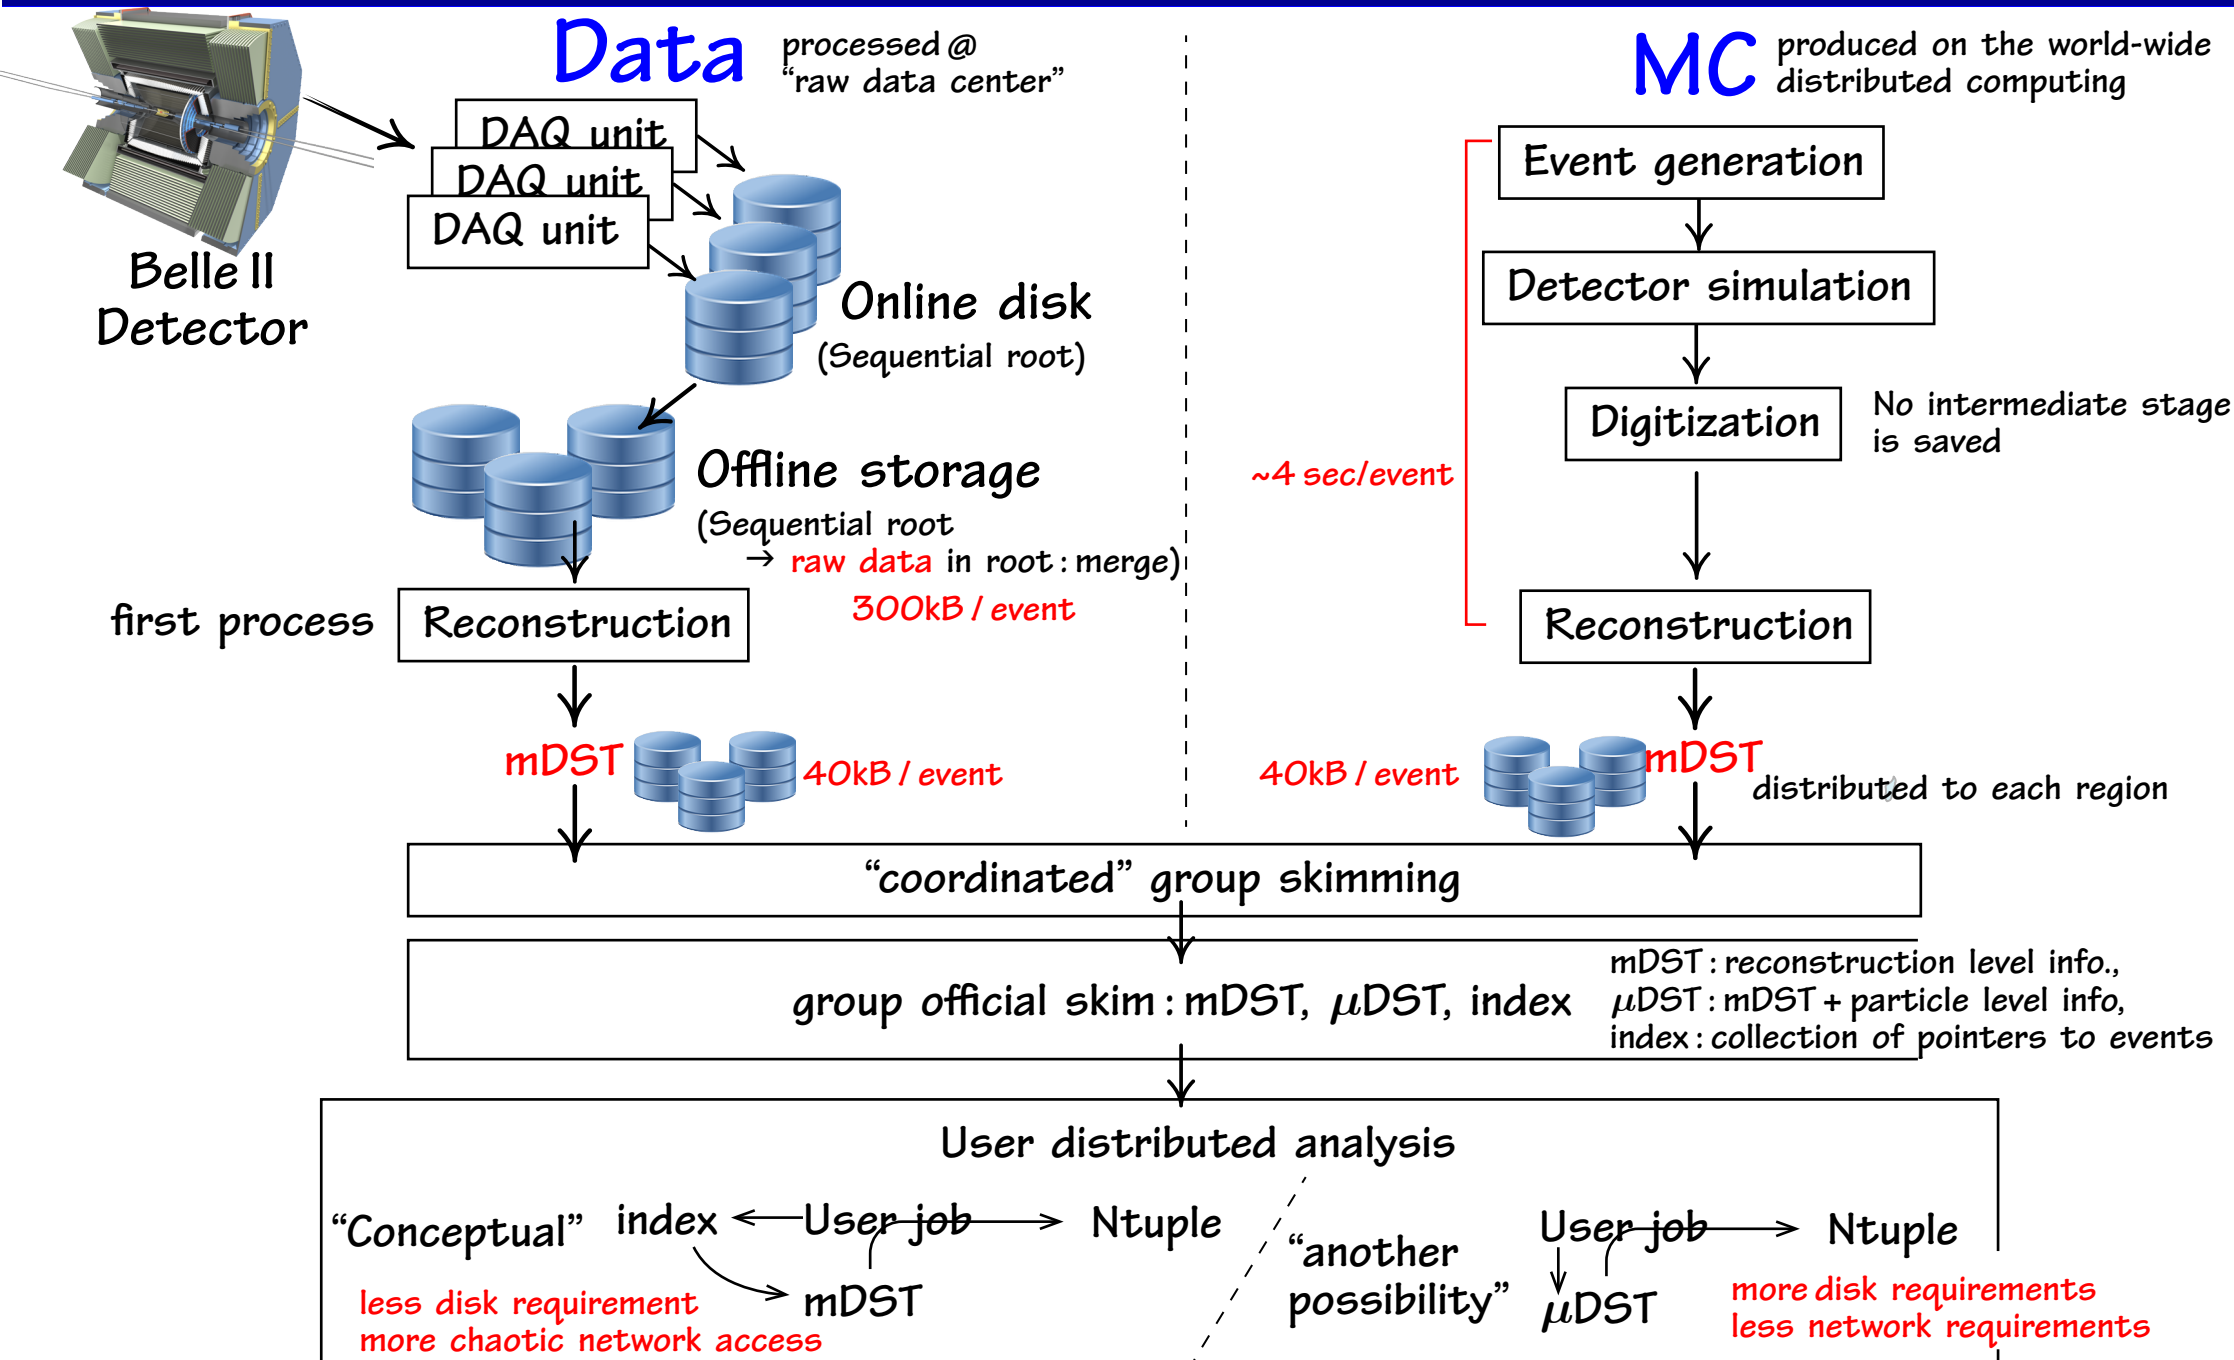 Data
processed @
“raw data center”
MC
produced on the world-wide
distributed computing
DAQ unit
DAQ unit
DAQ unit
Belle II
Detector
Online disk
(Sequential root)
Offline storage
(Sequential root
→ raw data in root : merge)
300kB / event
first process
Reconstruction
mDST
40kB / event
Event generation
Detector simulation
Digitization
No intermediate stage
is saved
~4 sec/event
Reconstruction
40kB / event
mDST
distributed to each region
“coordinated” group skimming
group official skim : mDST, μDST, index
mDST : reconstruction level info.,
μDST : mDST + particle level info,
index : collection of pointers to events
User distributed analysis
“Conceptual”
index
User job
Ntuple
mDST
less disk requirement
more chaotic network access
“another
possibility”
User job
Ntuple
μDST
more disk requirements
less network requirements